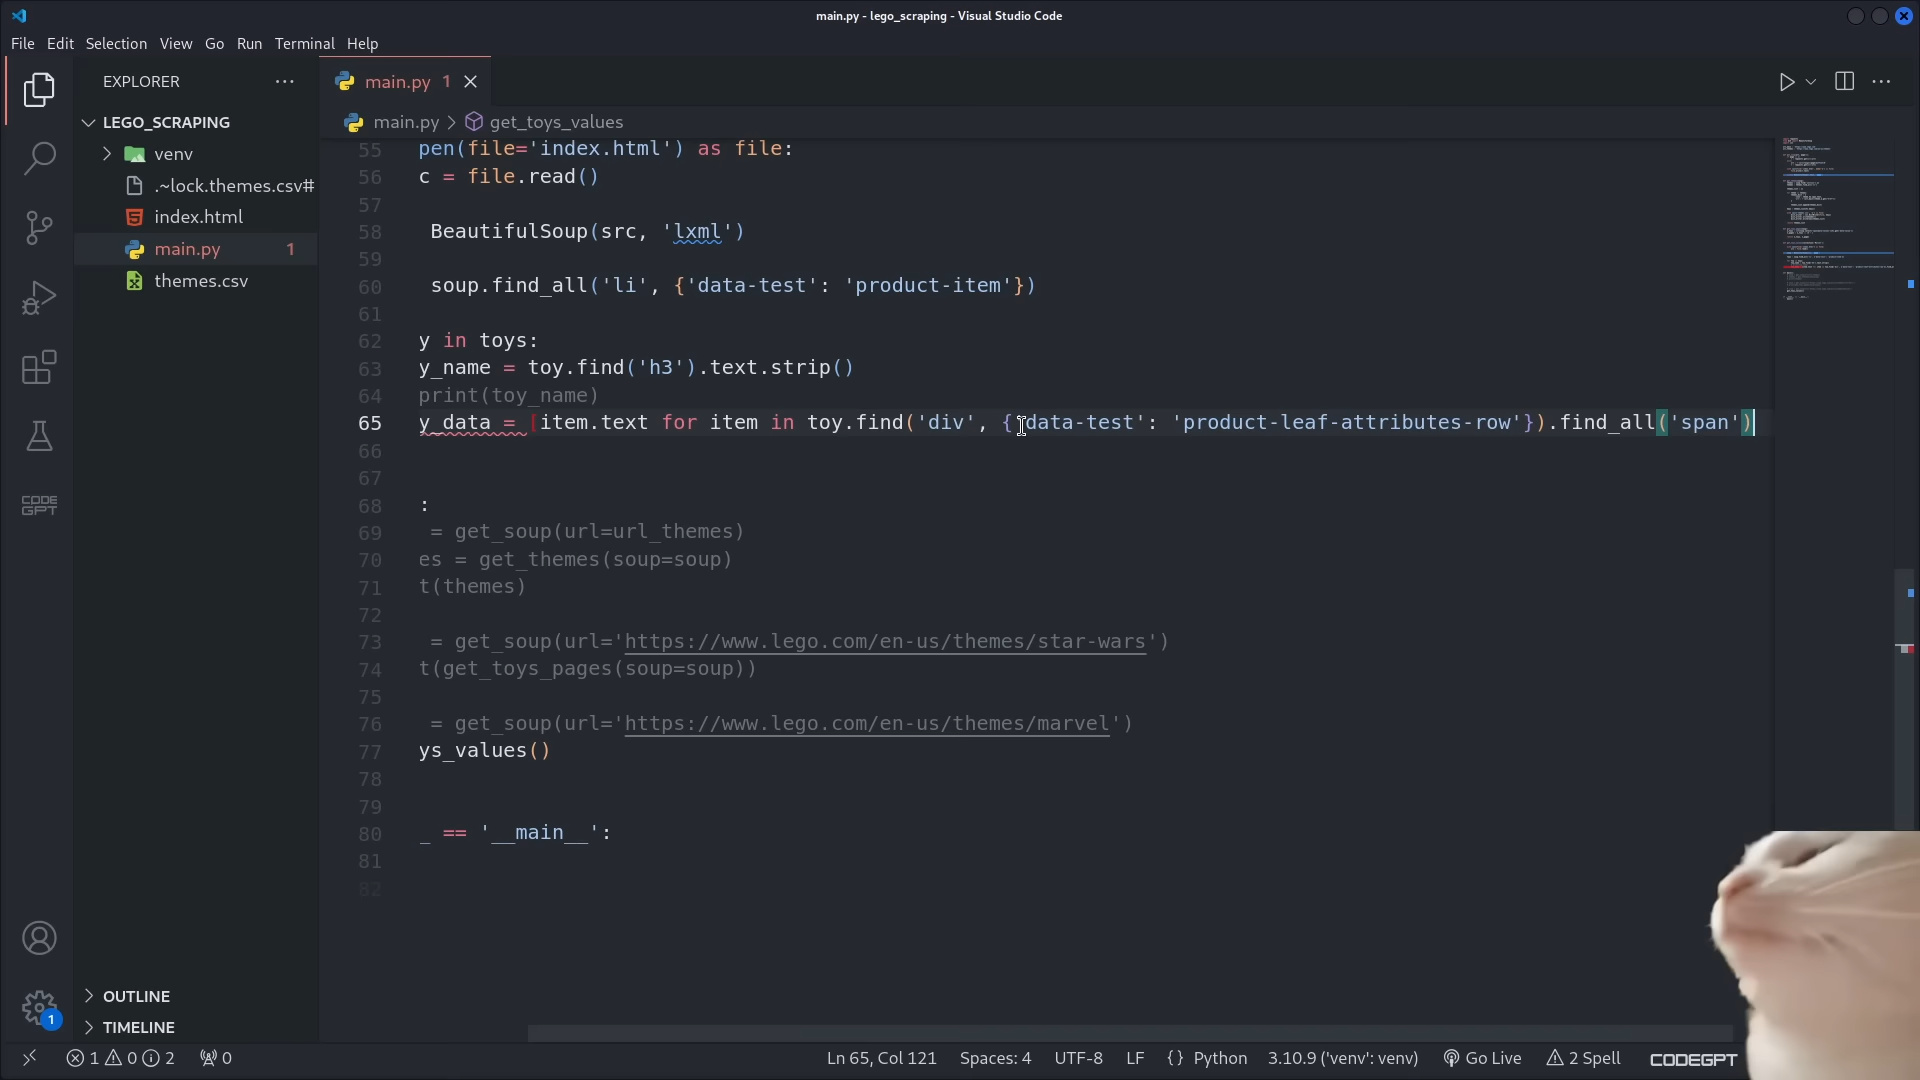 main.py - lego_scraping - Visual Studio Code
File Edit Selection View Go Run Terminal Help
EXPLORER ···
main.py 1
LEGO_SCRAPING
main.py > get_toys_values
venv
.~lock.themes.csv#
index.html
main.py 1
themes.csv
55 pen(file='index.html') as file:
56 c = file.read()
57
58 BeautifulSoup(src, 'lxml')
59
60 soup.find_all('li', {'data-test': 'product-item'})
61
62 y in toys:
63 y_name = toy.find('h3').text.strip()
64 print(toy_name)
65 y_data = [item.text for item in toy.find('div', {'data-test': 'product-leaf-attributes-row'}).find_all('span')
66
67
68 :
69 = get_soup(url=url_themes)
70 es = get_themes(soup=soup)
71 t(themes)
72
73 = get_soup(url='https://www.lego.com/en-us/themes/star-wars')
74 t(get_toys_pages(soup=soup))
75
76 = get_soup(url='https://www.lego.com/en-us/themes/marvel')
77 ys_values()
78
79
80 _ == '__main__':
81
82
CODE
GPT
1
OUTLINE
TIMELINE
1 0 2 0 Ln 65, Col 121 Spaces: 4 UTF-8 LF {} Python 3.10.9 ('venv': venv) Go Live 2 Spell CODEGPT